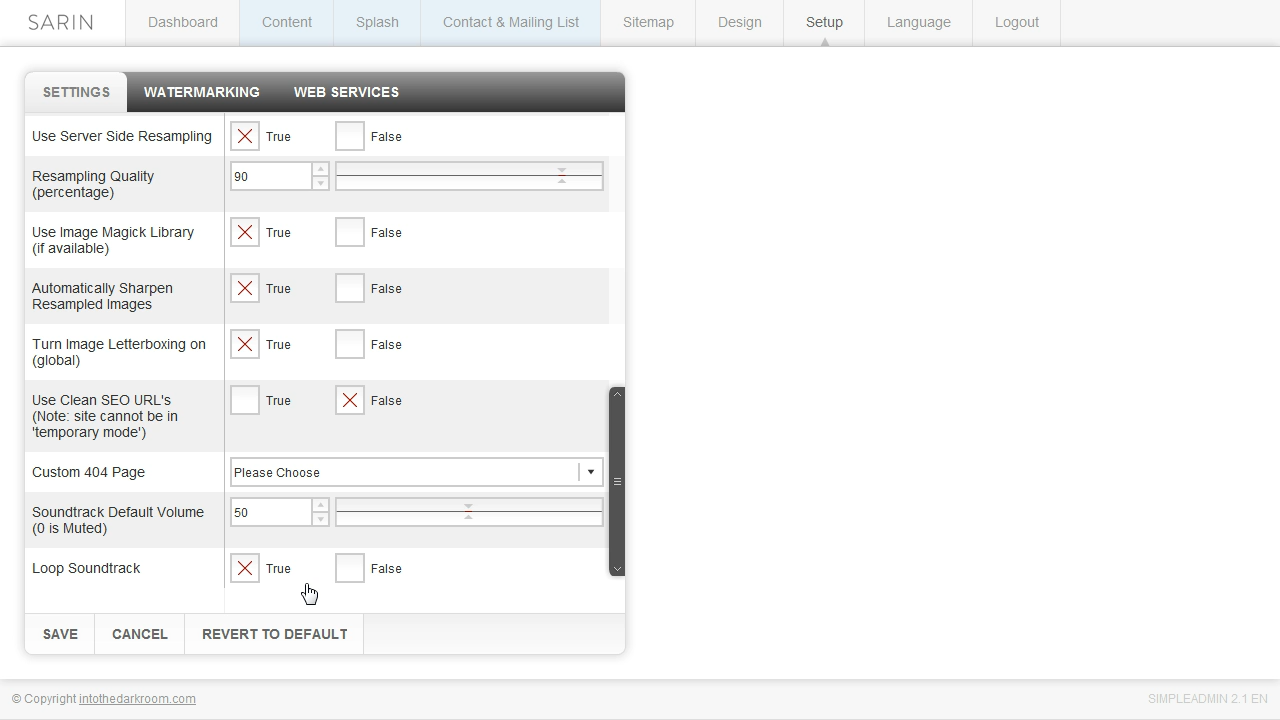 SARIN
Dashboard
Content
Splash
Contact & Mailing List
Sitemap
Design
Setup
Language
Logout
SETTINGS
WATERMARKING
WEB SERVICES
Use Server Side Resampling
True
False
Resampling Quality
(percentage)
90
Use Image Magick Library
(if available)
True
False
Automatically Sharpen
Resampled Images
True
False
Turn Image Letterboxing on
(global)
True
False
Use Clean SEO URL's
(Note: site cannot be in
'temporary mode')
True
False
Custom 404 Page
Please Choose
Soundtrack Default Volume
(0 is Muted)
50
Loop Soundtrack
True
False
SAVE
CANCEL
REVERT TO DEFAULT
© Copyright intothedarkroom.com
SIMPLEADMIN 2.1 EN